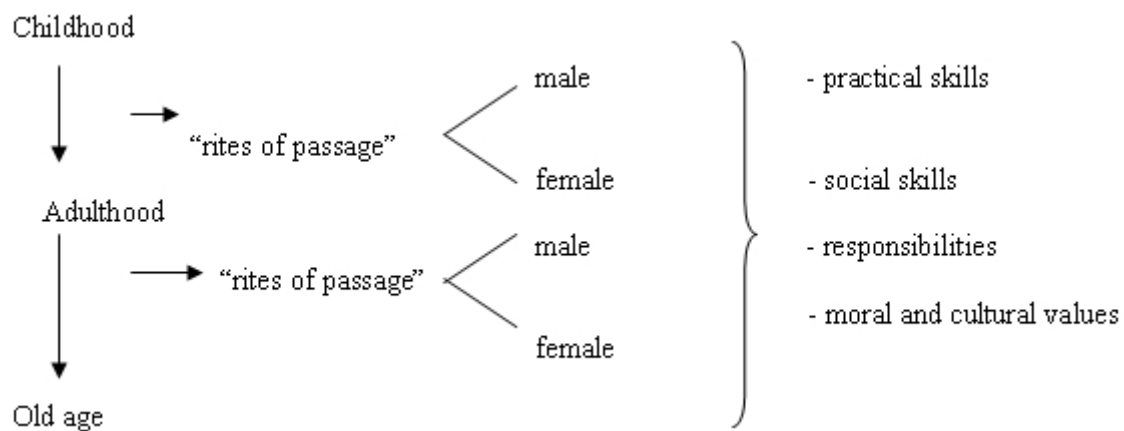 Childhood
male
- practical skills
“rites of passage”
female
- social skills
Adulthood
male
- responsibilities
“rites of passage”
- moral and cultural values
female
Old age